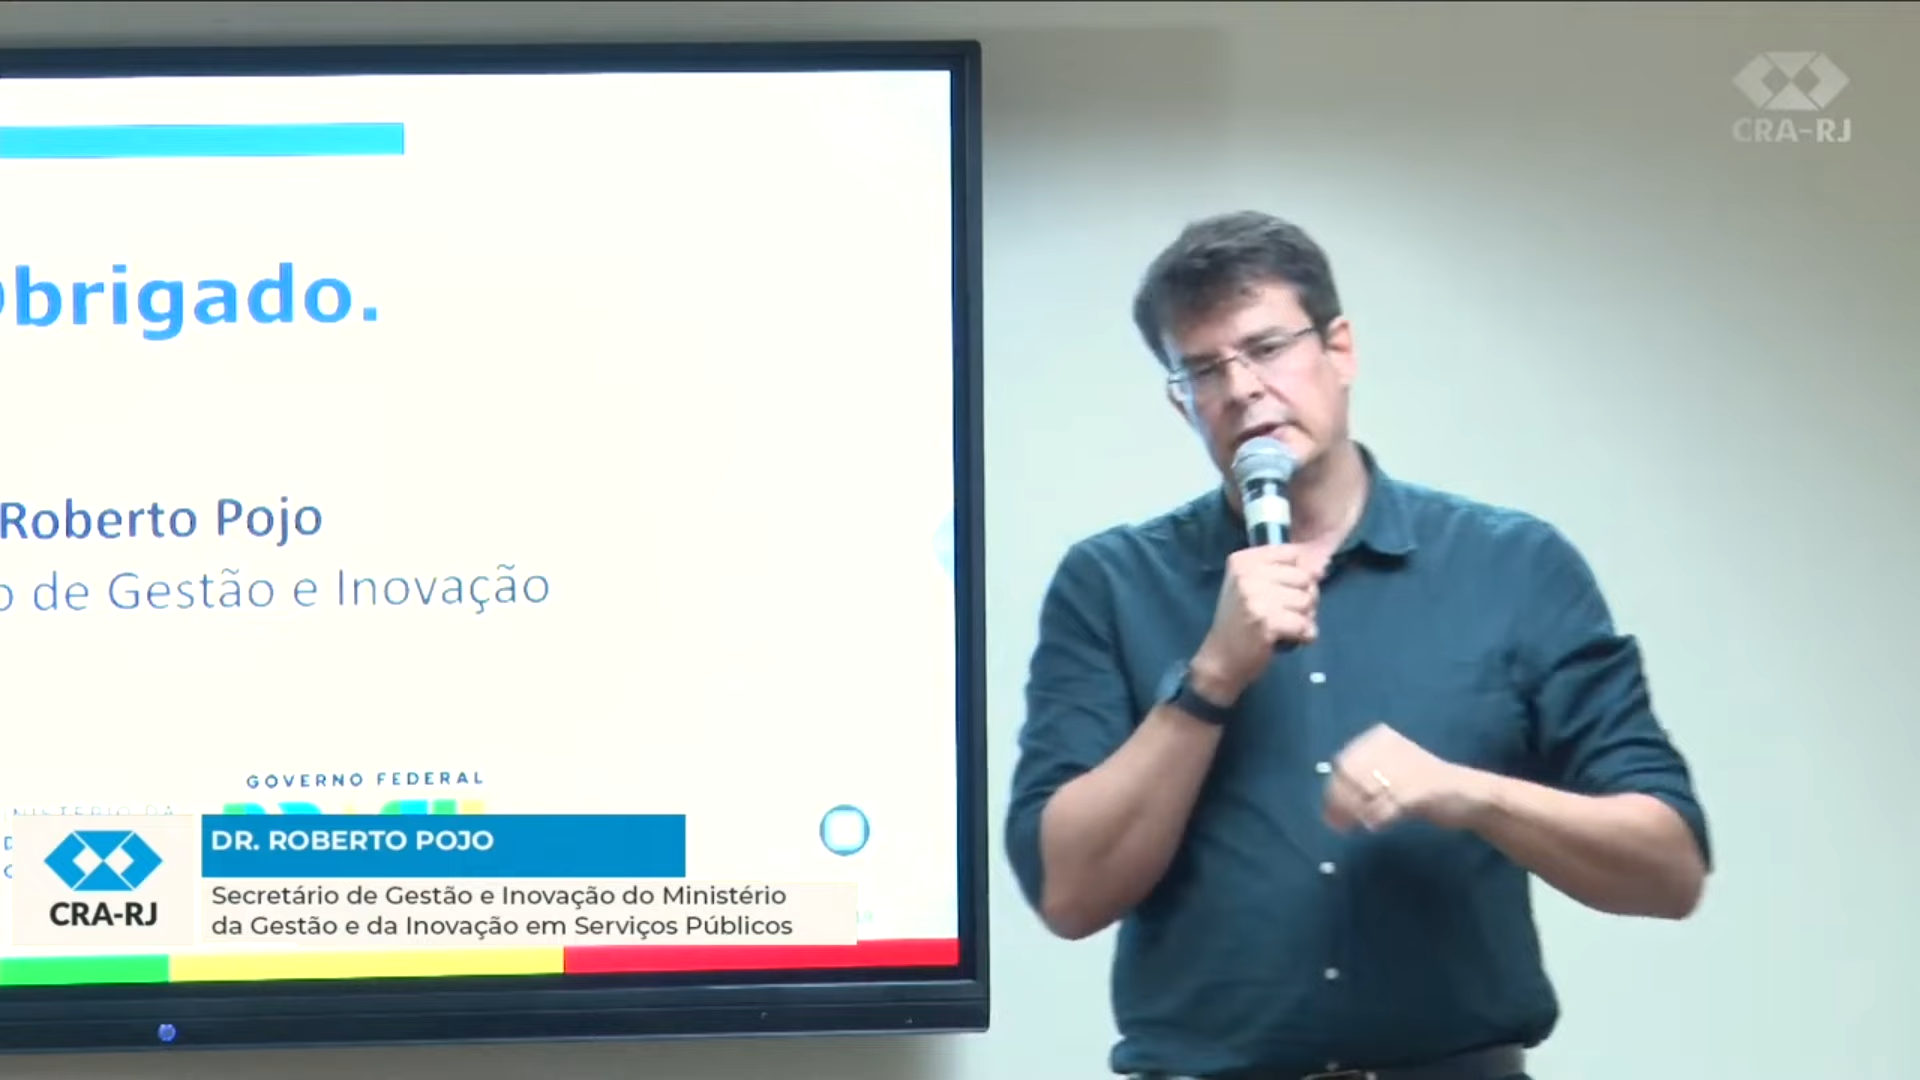 CRA-RJ
Obrigado.
Roberto Pojo
o de Gestão e Inovação
GOVERNO FEDERAL
DR. ROBERTO POJO
Secretário de Gestão e Inovação do Ministério
da Gestão e da Inovação em Serviços Públicos
CRA-RJ